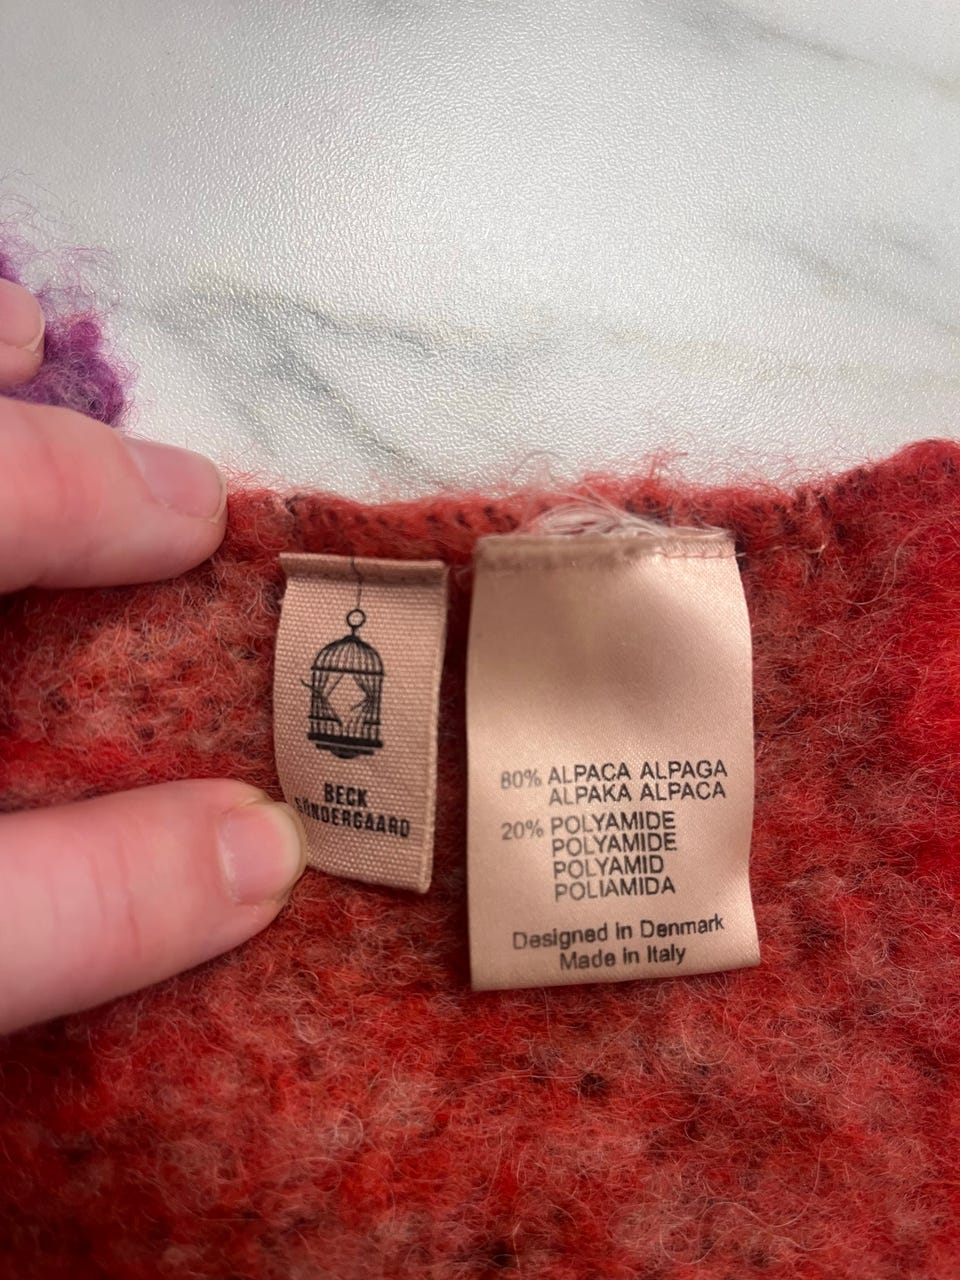 BECK
SÖNDERGAARD
80% ALPACA ALPAGA
ALPAKA ALPACA
20% POLYAMIDE
POLYAMIDE
POLYAMID
POLIAMIDA
Designed in Denmark
Made in Italy